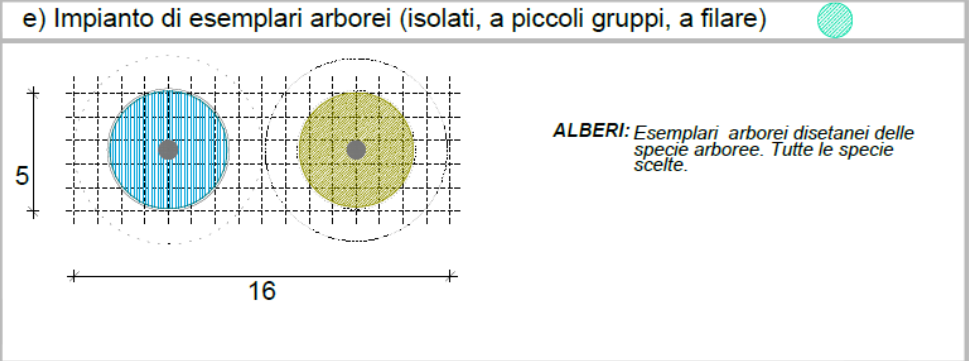 e) Impianto di esemplari arborei (isolati, a piccoli gruppi, a filare)
ALBERI: Esemplari arborei disetanei delle
specie arboree. Tutte le specie
scelte.
5
16